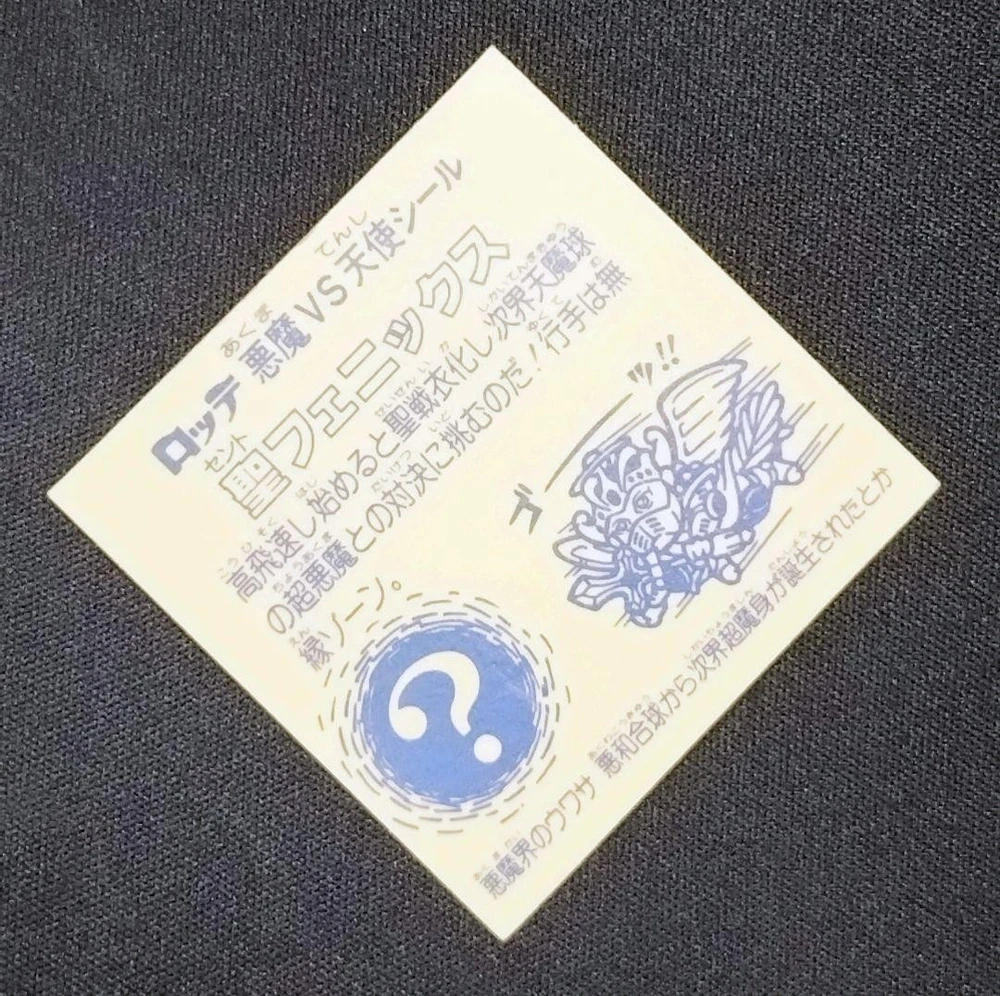 ロッテ 悪魔VS天使シール
聖フェニックス
高飛速し始めると聖戦衣化し次界天魔球
の超悪魔との対決に挑むのだ!行手は無
縁ゾーン。
ゴ ー ッ!!
?
悪魔界のウワサ 悪和合球から次界超魔身が誕生されたとか